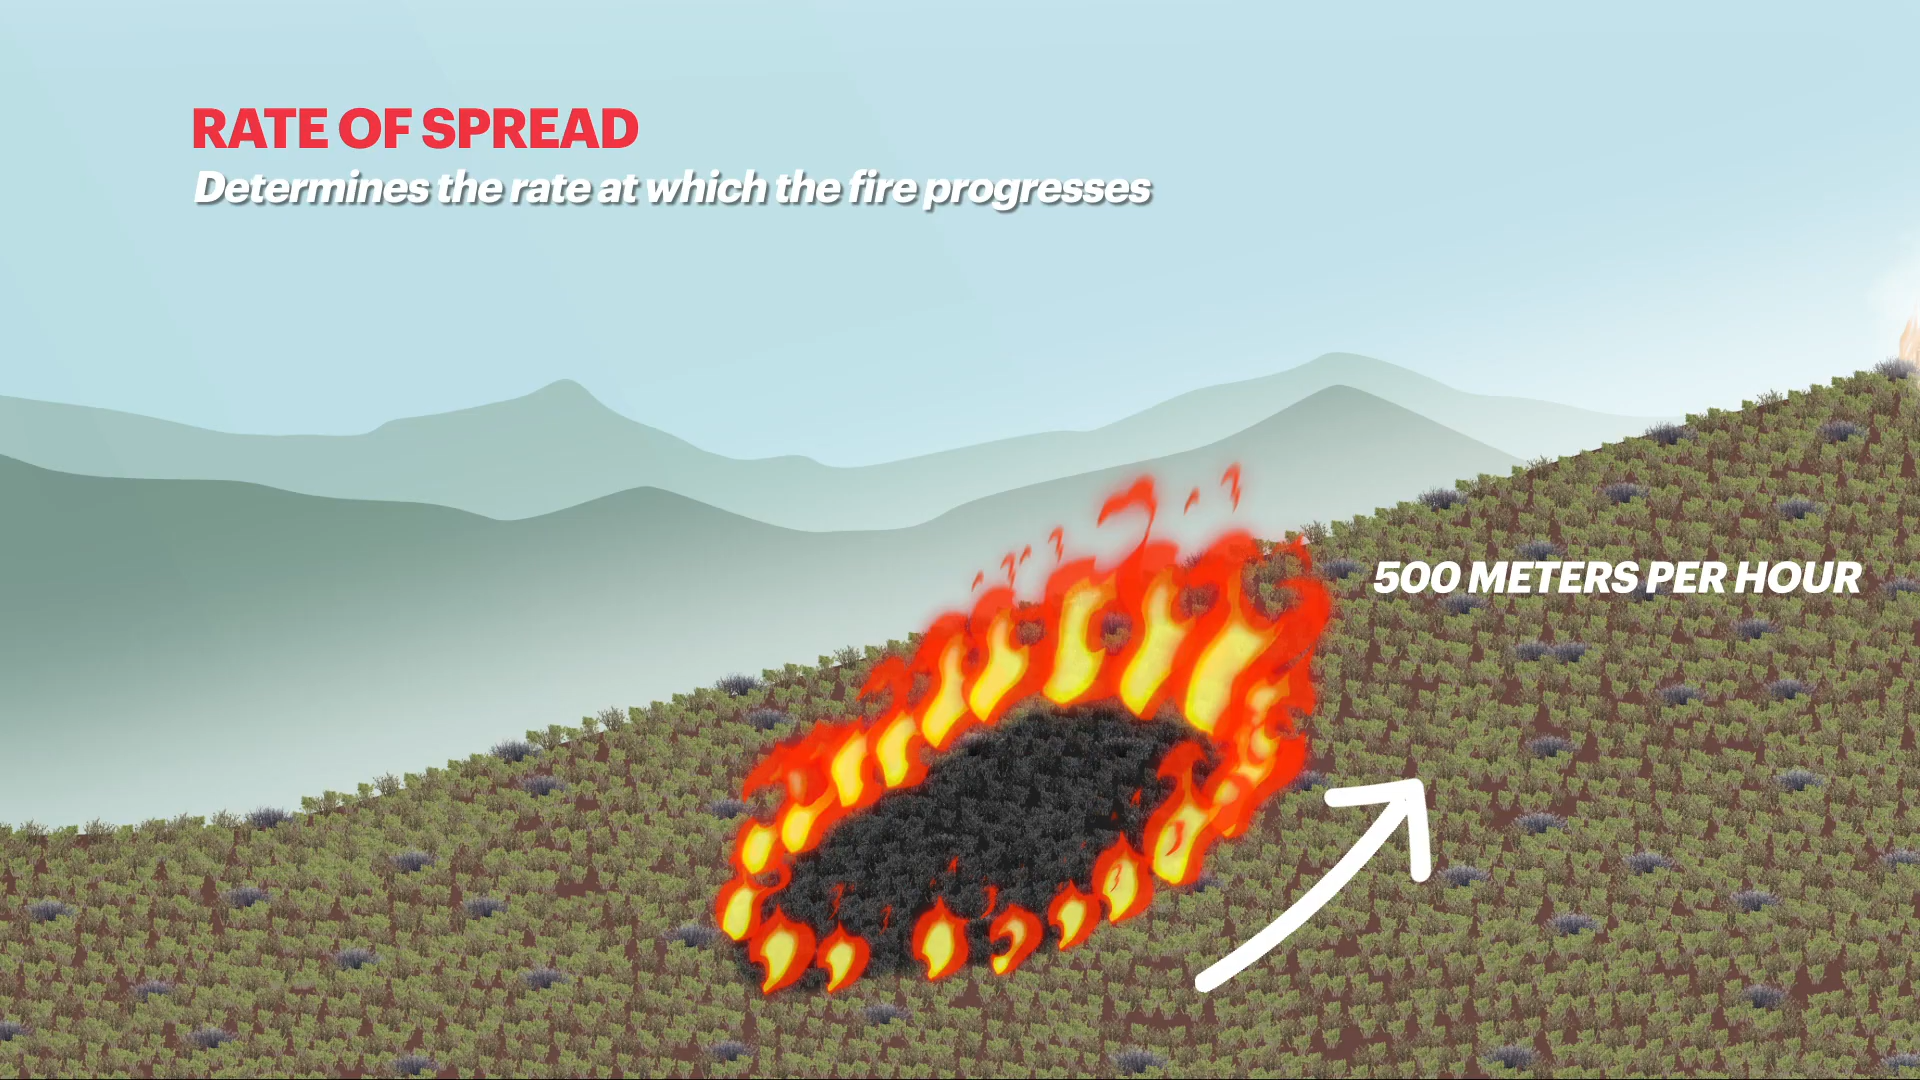 RATE OF SPREAD
Determines the rate at which the fire progresses
500 METERS PER HOUR